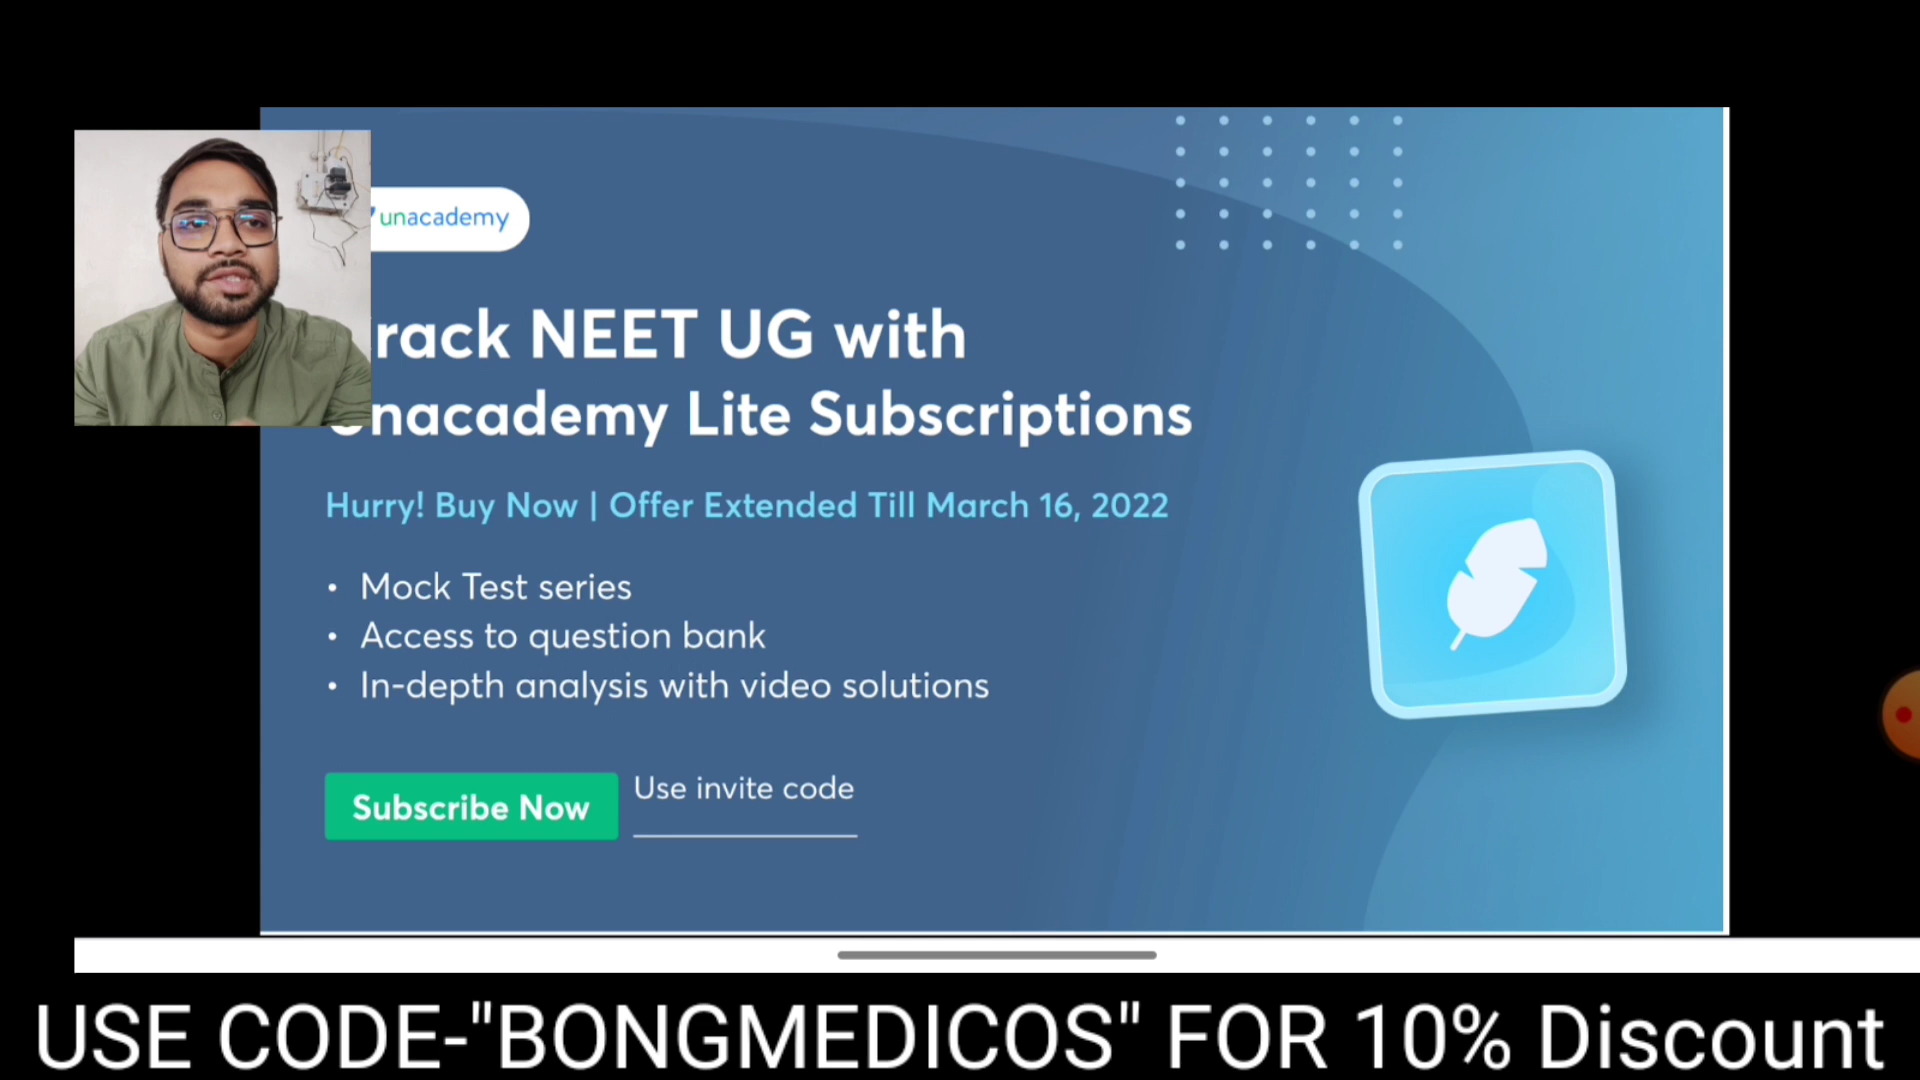 unacademy
rack NEET UG with
nacademy Lite Subscriptions
Hurry! Buy Now | Offer Extended Till March 16, 2022
• Mock Test series
• Access to question bank
• In-depth analysis with video solutions
Subscribe Now
Use invite code
USE CODE-"BONGMEDICOS" FOR 10% Discount